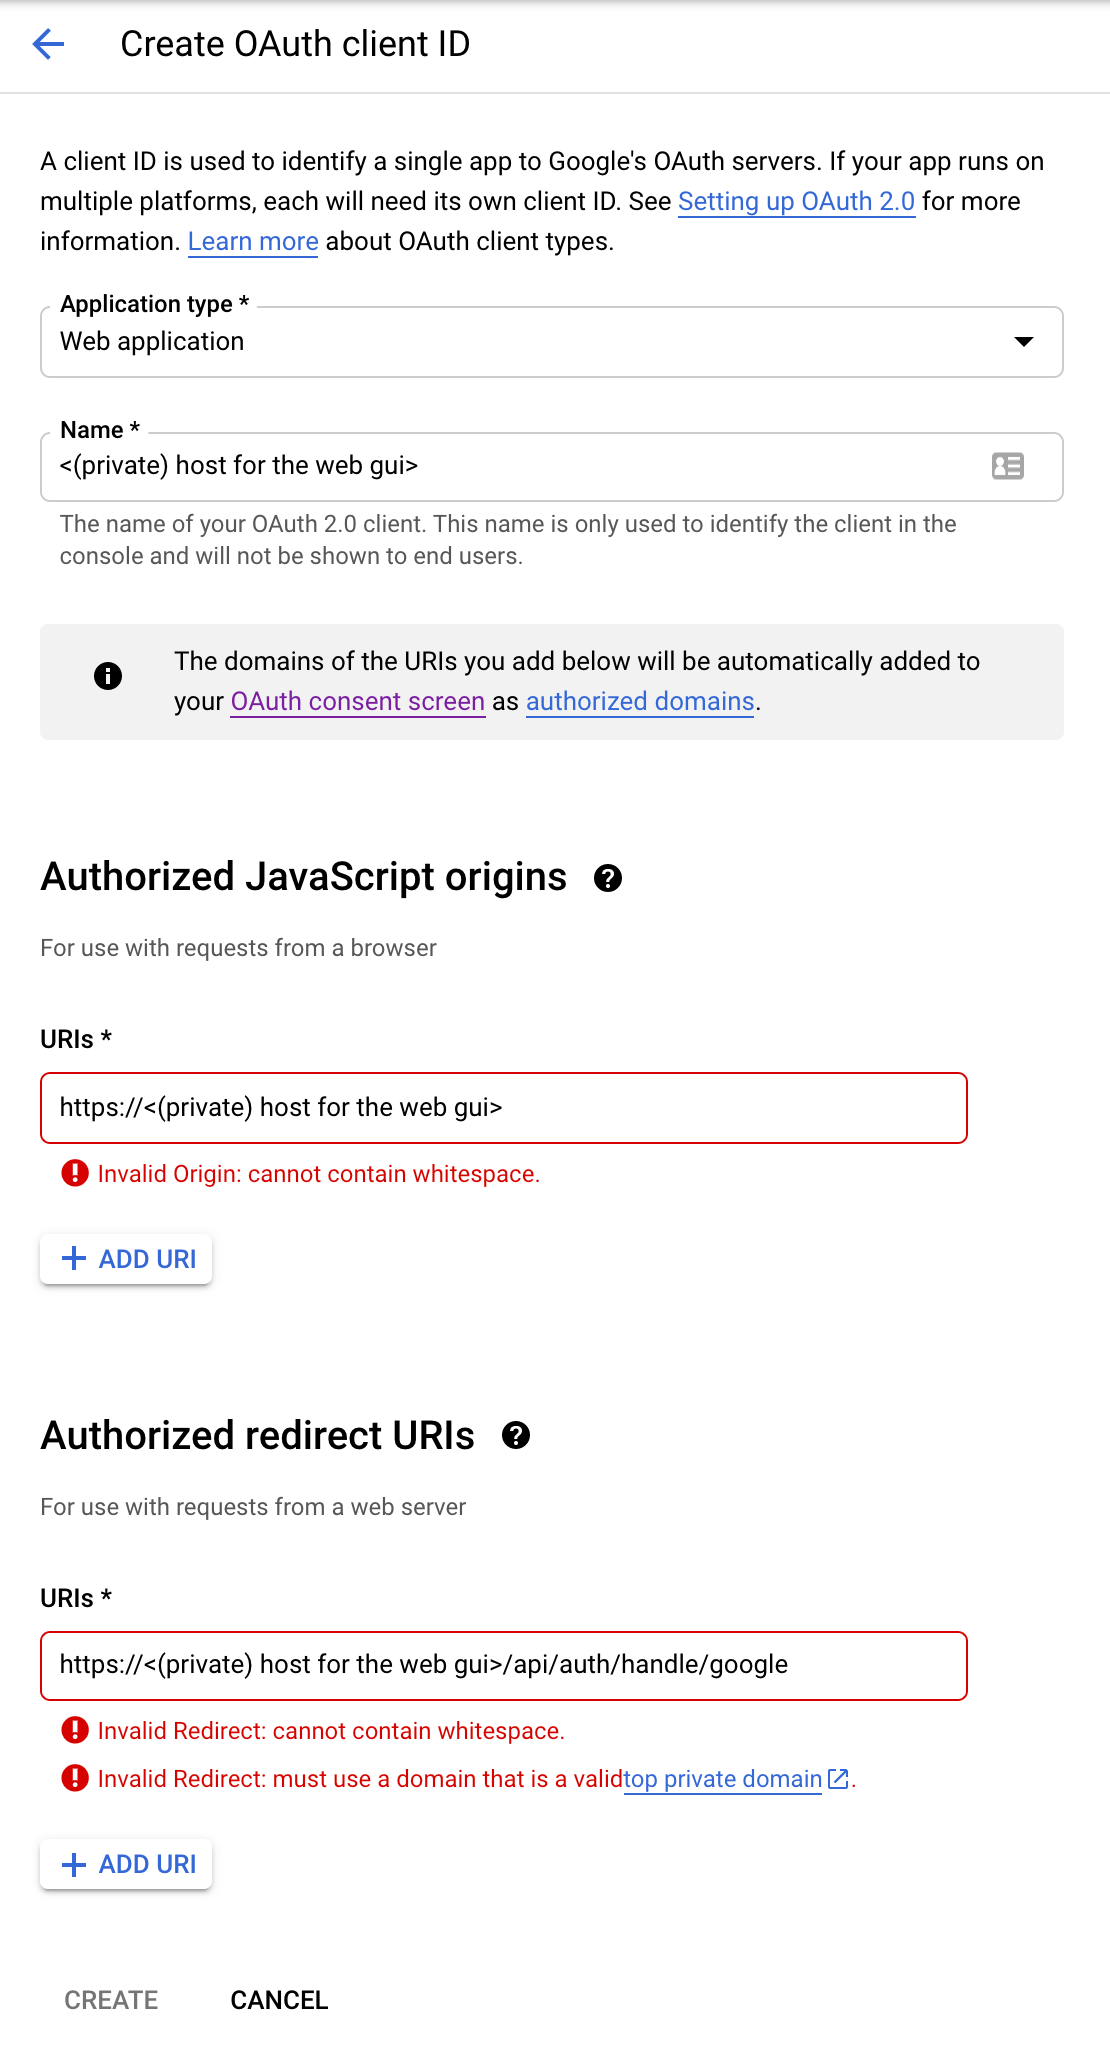 Create OAuth client ID
A client ID is used to identify a single app to Google's OAuth servers. If your app runs on
multiple platforms, each will need its own client ID. See Setting up OAuth 2.0 for more
information. Learn more about OAuth client types.
Application type *
Web application
Name *
<(private) host for the web gui>
The name of your OAuth 2.0 client. This name is only used to identify the client in the
console and will not be shown to end users.
The domains of the URIs you add below will be automatically added to
your OAuth consent screen as authorized domains.
Authorized JavaScript origins
For use with requests from a browser
URIs *
https://<(private) host for the web gui>
Invalid Origin: cannot contain whitespace.
ADD URI
Authorized redirect URIs
For use with requests from a web server
URIs *
https://<(private) host for the web gui>/api/auth/handle/google
Invalid Redirect: cannot contain whitespace.
Invalid Redirect: must use a domain that is a validtop private domain.
ADD URI
CREATE CANCEL